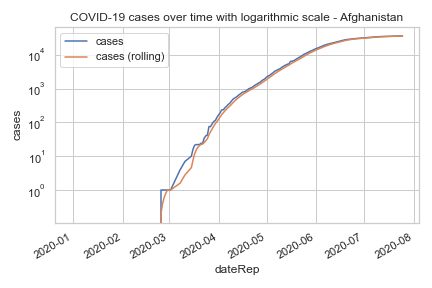 COVID-19 cases over time with logarithmic scale - Afghanistan
cases
cases (rolling)
10^4
10^3
10^2
10^1
10^0
cases
2020-01
2020-02
2020-03
2020-04
2020-05
2020-06
2020-07
2020-08
dateRep